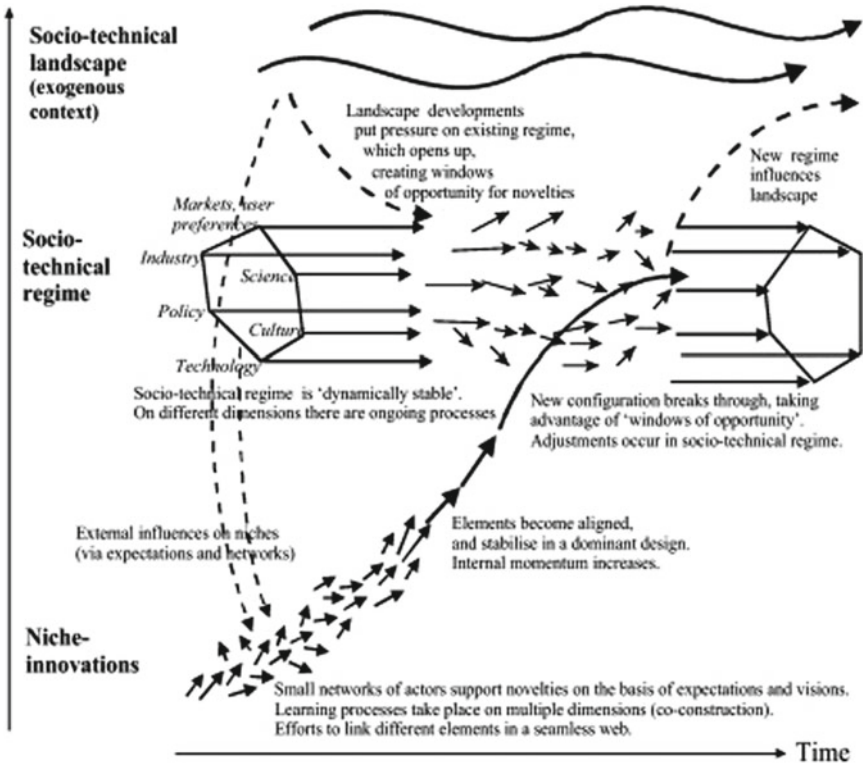 Socio-technical
landscape
(exogenous
context)
Landscape developments
put pressure on existing regime,
which opens up,
creating windows
of opportunity for novelties
New regime
influences
landscape
Socio-
technical
regime
Markets, user
preferences
Industry
Science
Policy
Culture
Technology
Socio-technical regime is ‘dynamically stable’.
On different dimensions there are ongoing processes
New configuration breaks through, taking
advantage of ‘windows of opportunity’.
Adjustments occur in socio-technical regime.
External influences on niches
(via expectations and networks)
Elements become aligned,
and stabilise in a dominant design.
Internal momentum increases.
Niche-
innovations
Small networks of actors support novelties on the basis of expectations and visions.
Learning processes take place on multiple dimensions (co-construction).
Efforts to link different elements in a seamless web.
Time